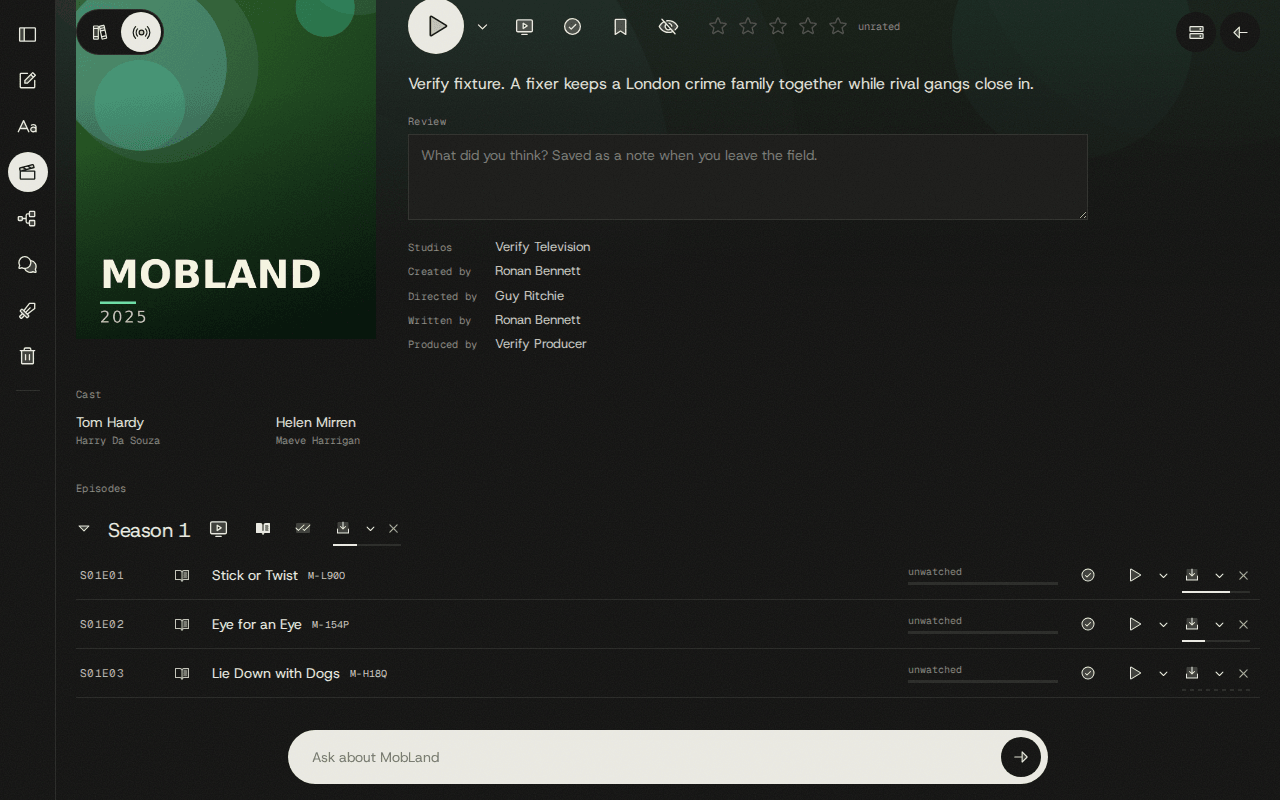 Aa
unrated
Verify fixture. A fixer keeps a London crime family together while rival gangs close in.
Review
What did you think? Saved as a note when you leave the field.
MOBLAND
2025
Studios Verify Television
Created by Ronan Bennett
Directed by Guy Ritchie
Written by Ronan Bennett
Produced by Verify Producer
Cast
Tom Hardy Helen Mirren
Harry Da Souza Maeve Harrigan
Episodes
Season 1
S01E01 Stick or Twist M-L90O unwatched
S01E02 Eye for an Eye M-154P unwatched
S01E03 Lie Down with Dogs M-H18Q unwatched
Ask about MobLand